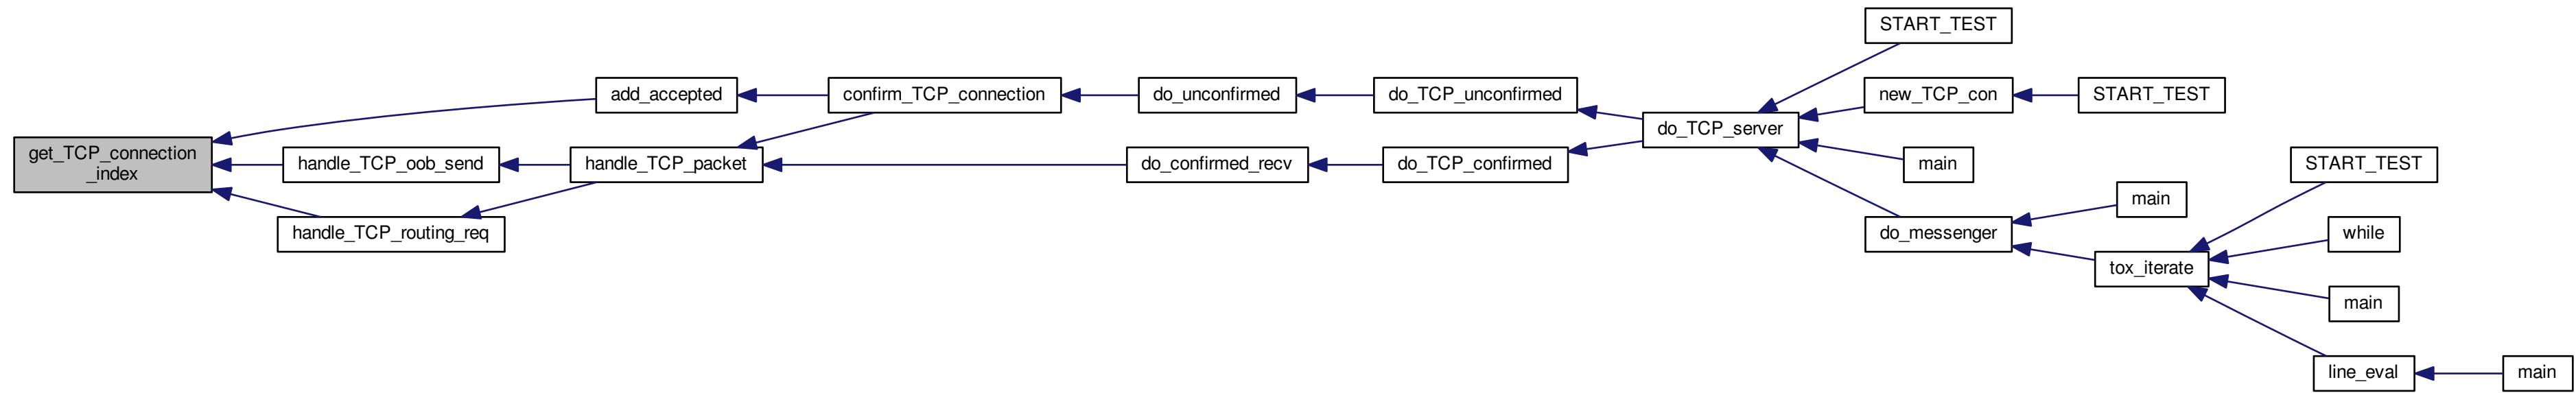 START_TEST
add_accepted
confirm_TCP_connection
do_unconfirmed
do_TCP_unconfirmed
new_TCP_con
START_TEST
do_TCP_server
get_TCP_connection
_index
handle_TCP_oob_send
handle_TCP_packet
do_confirmed_recv
do_TCP_confirmed
main
START_TEST
main
handle_TCP_routing_req
do_messenger
while
tox_iterate
main
line_eval
main